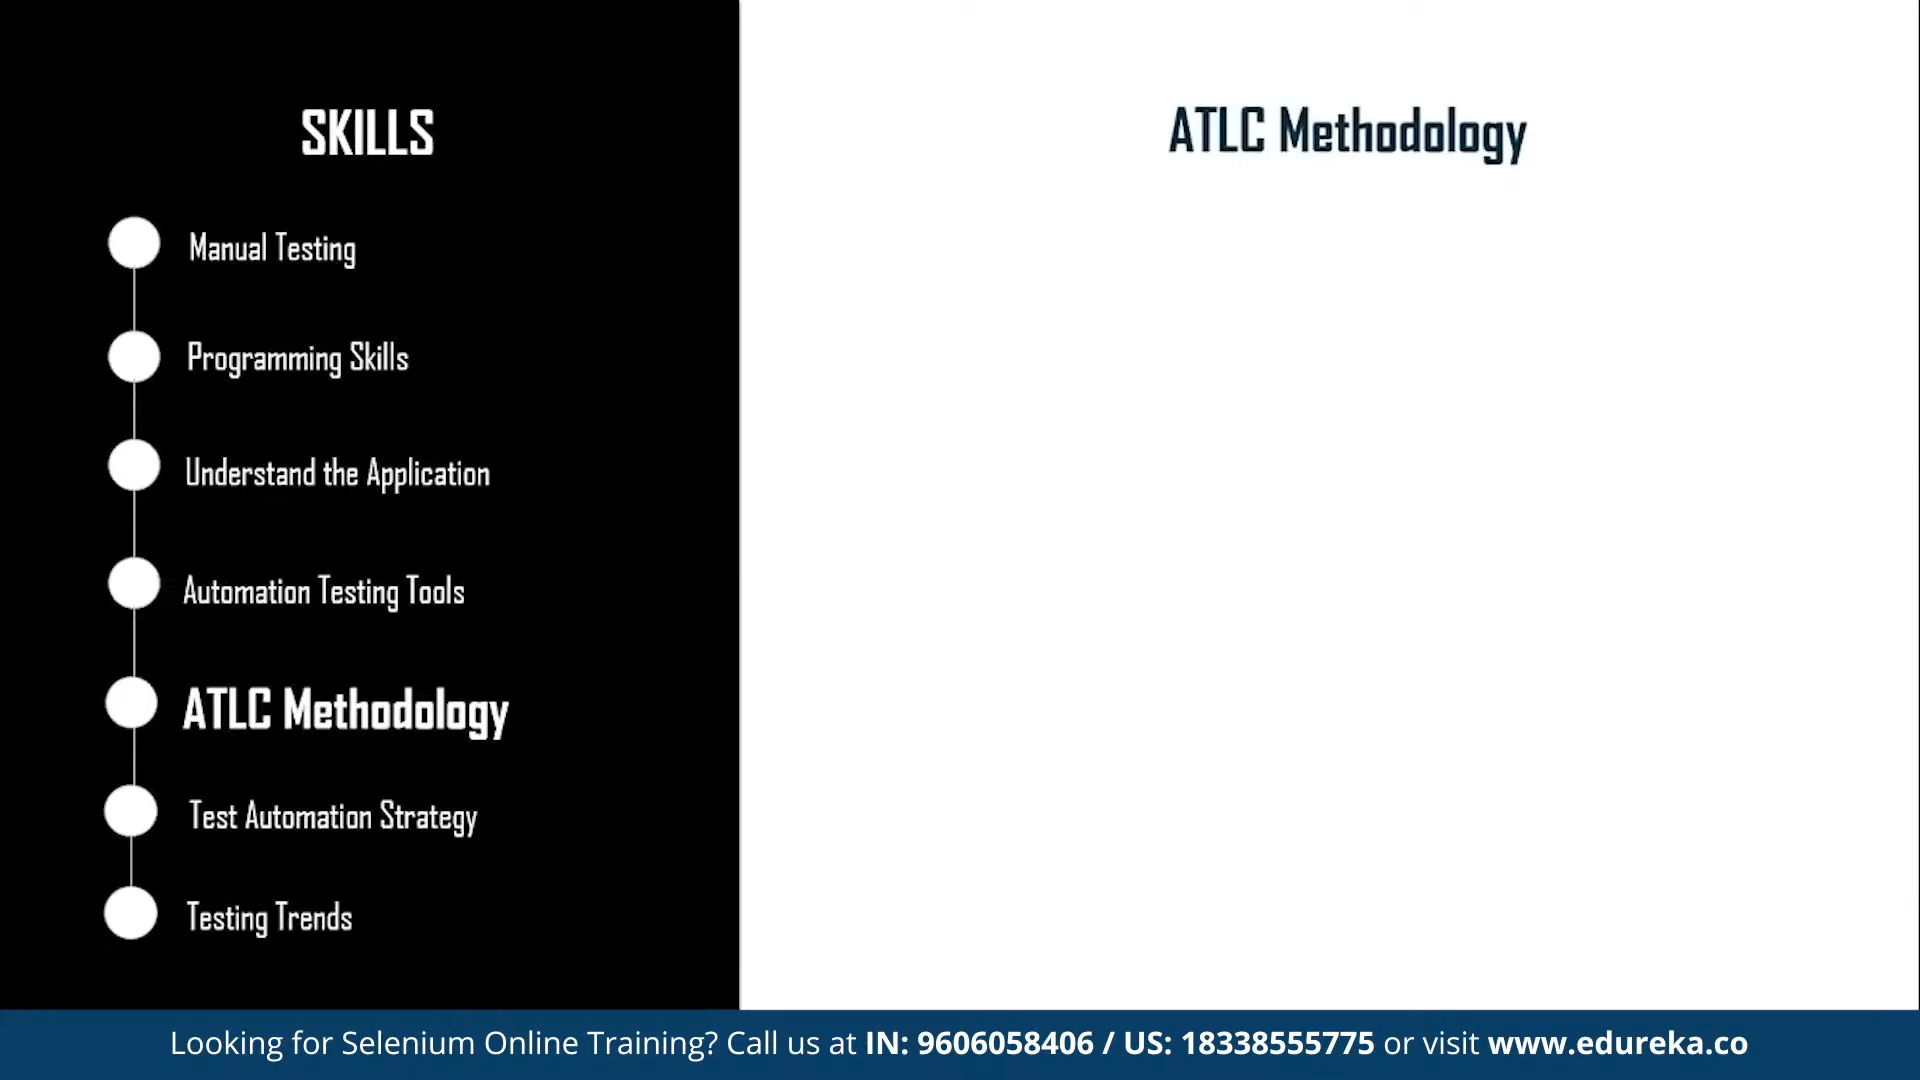 SKILLS
Manual Testing
Programming Skills
Understand the Application
Automation Testing Tools
ATLC Methodology
Test Automation Strategy
Testing Trends
ATLC Methodology
Looking for Selenium Online Training? Call us at IN: 9606058406 / US: 18338555775 or visit www.edureka.co